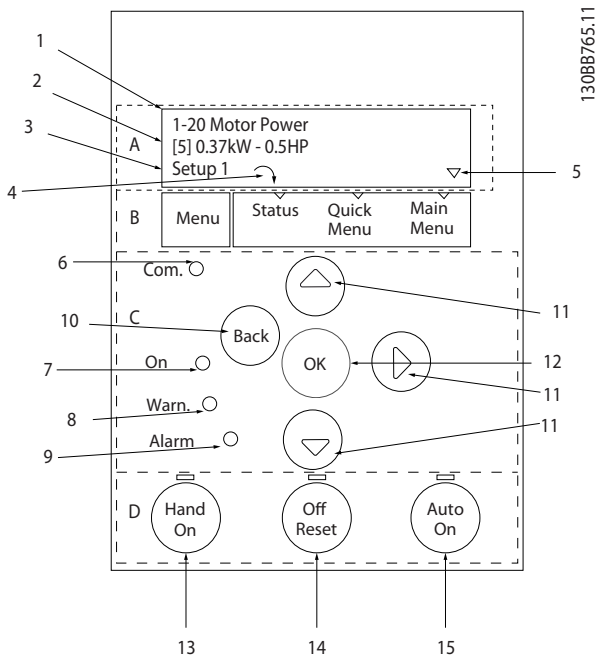 130BB765.11
1
2
3
4
A
1-20 Motor Power
[5] 0.37kW - 0.5HP
Setup 1
5
B
Menu
Status
Quick
Menu
Main
Menu
6
Com.
C
10
Back
OK
11
12
11
11
On
7
Warn.
8
Alarm
9
D
Hand
On
Off
Reset
Auto
On
13
14
15